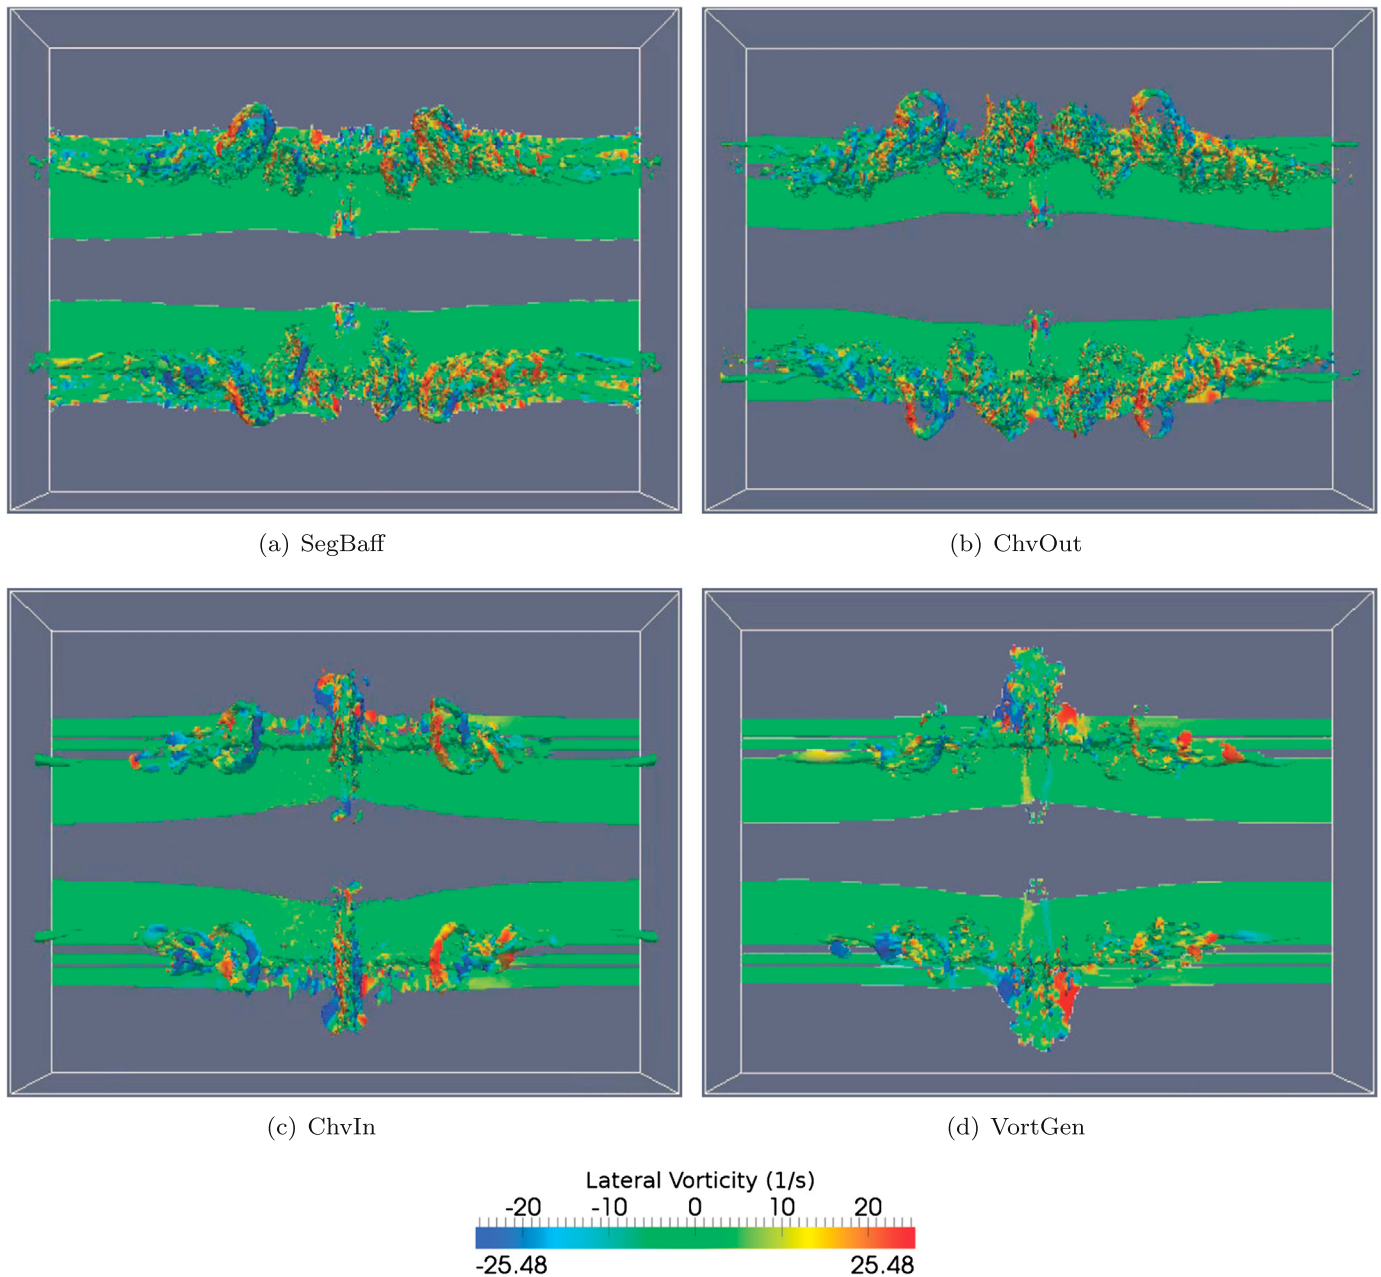 (a) SegBaff
(b) ChvOut
(c) ChvIn
(d) VortGen
Lateral Vorticity (1/s)
-20 -10 0 10 20
-25.48 25.48